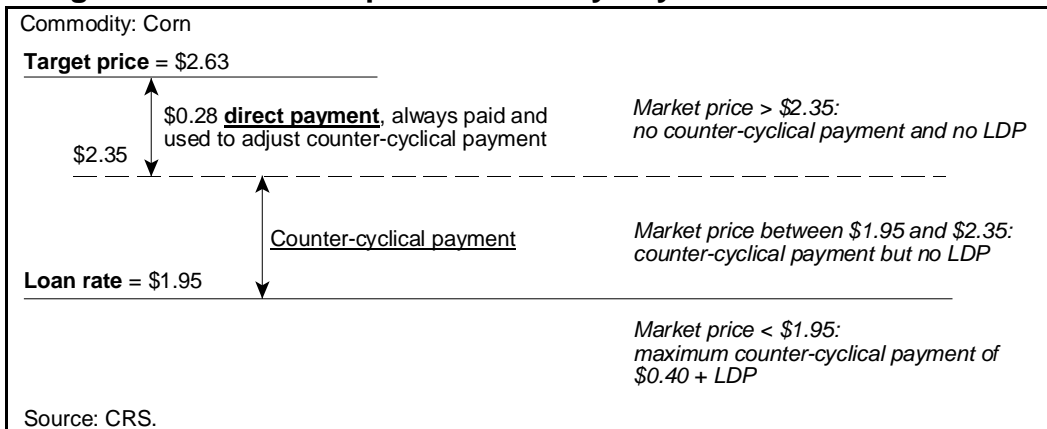 Commodity: Corn
Target price = $2.63
$0.28 direct payment, always paid and
used to adjust counter-cyclical payment
$2.35
Market price > $2.35:
no counter-cyclical payment and no LDP
Counter-cyclical payment
Market price between $1.95 and $2.35:
counter-cyclical payment but no LDP
Loan rate = $1.95
Market price < $1.95:
maximum counter-cyclical payment of
$0.40 + LDP
Source: CRS.